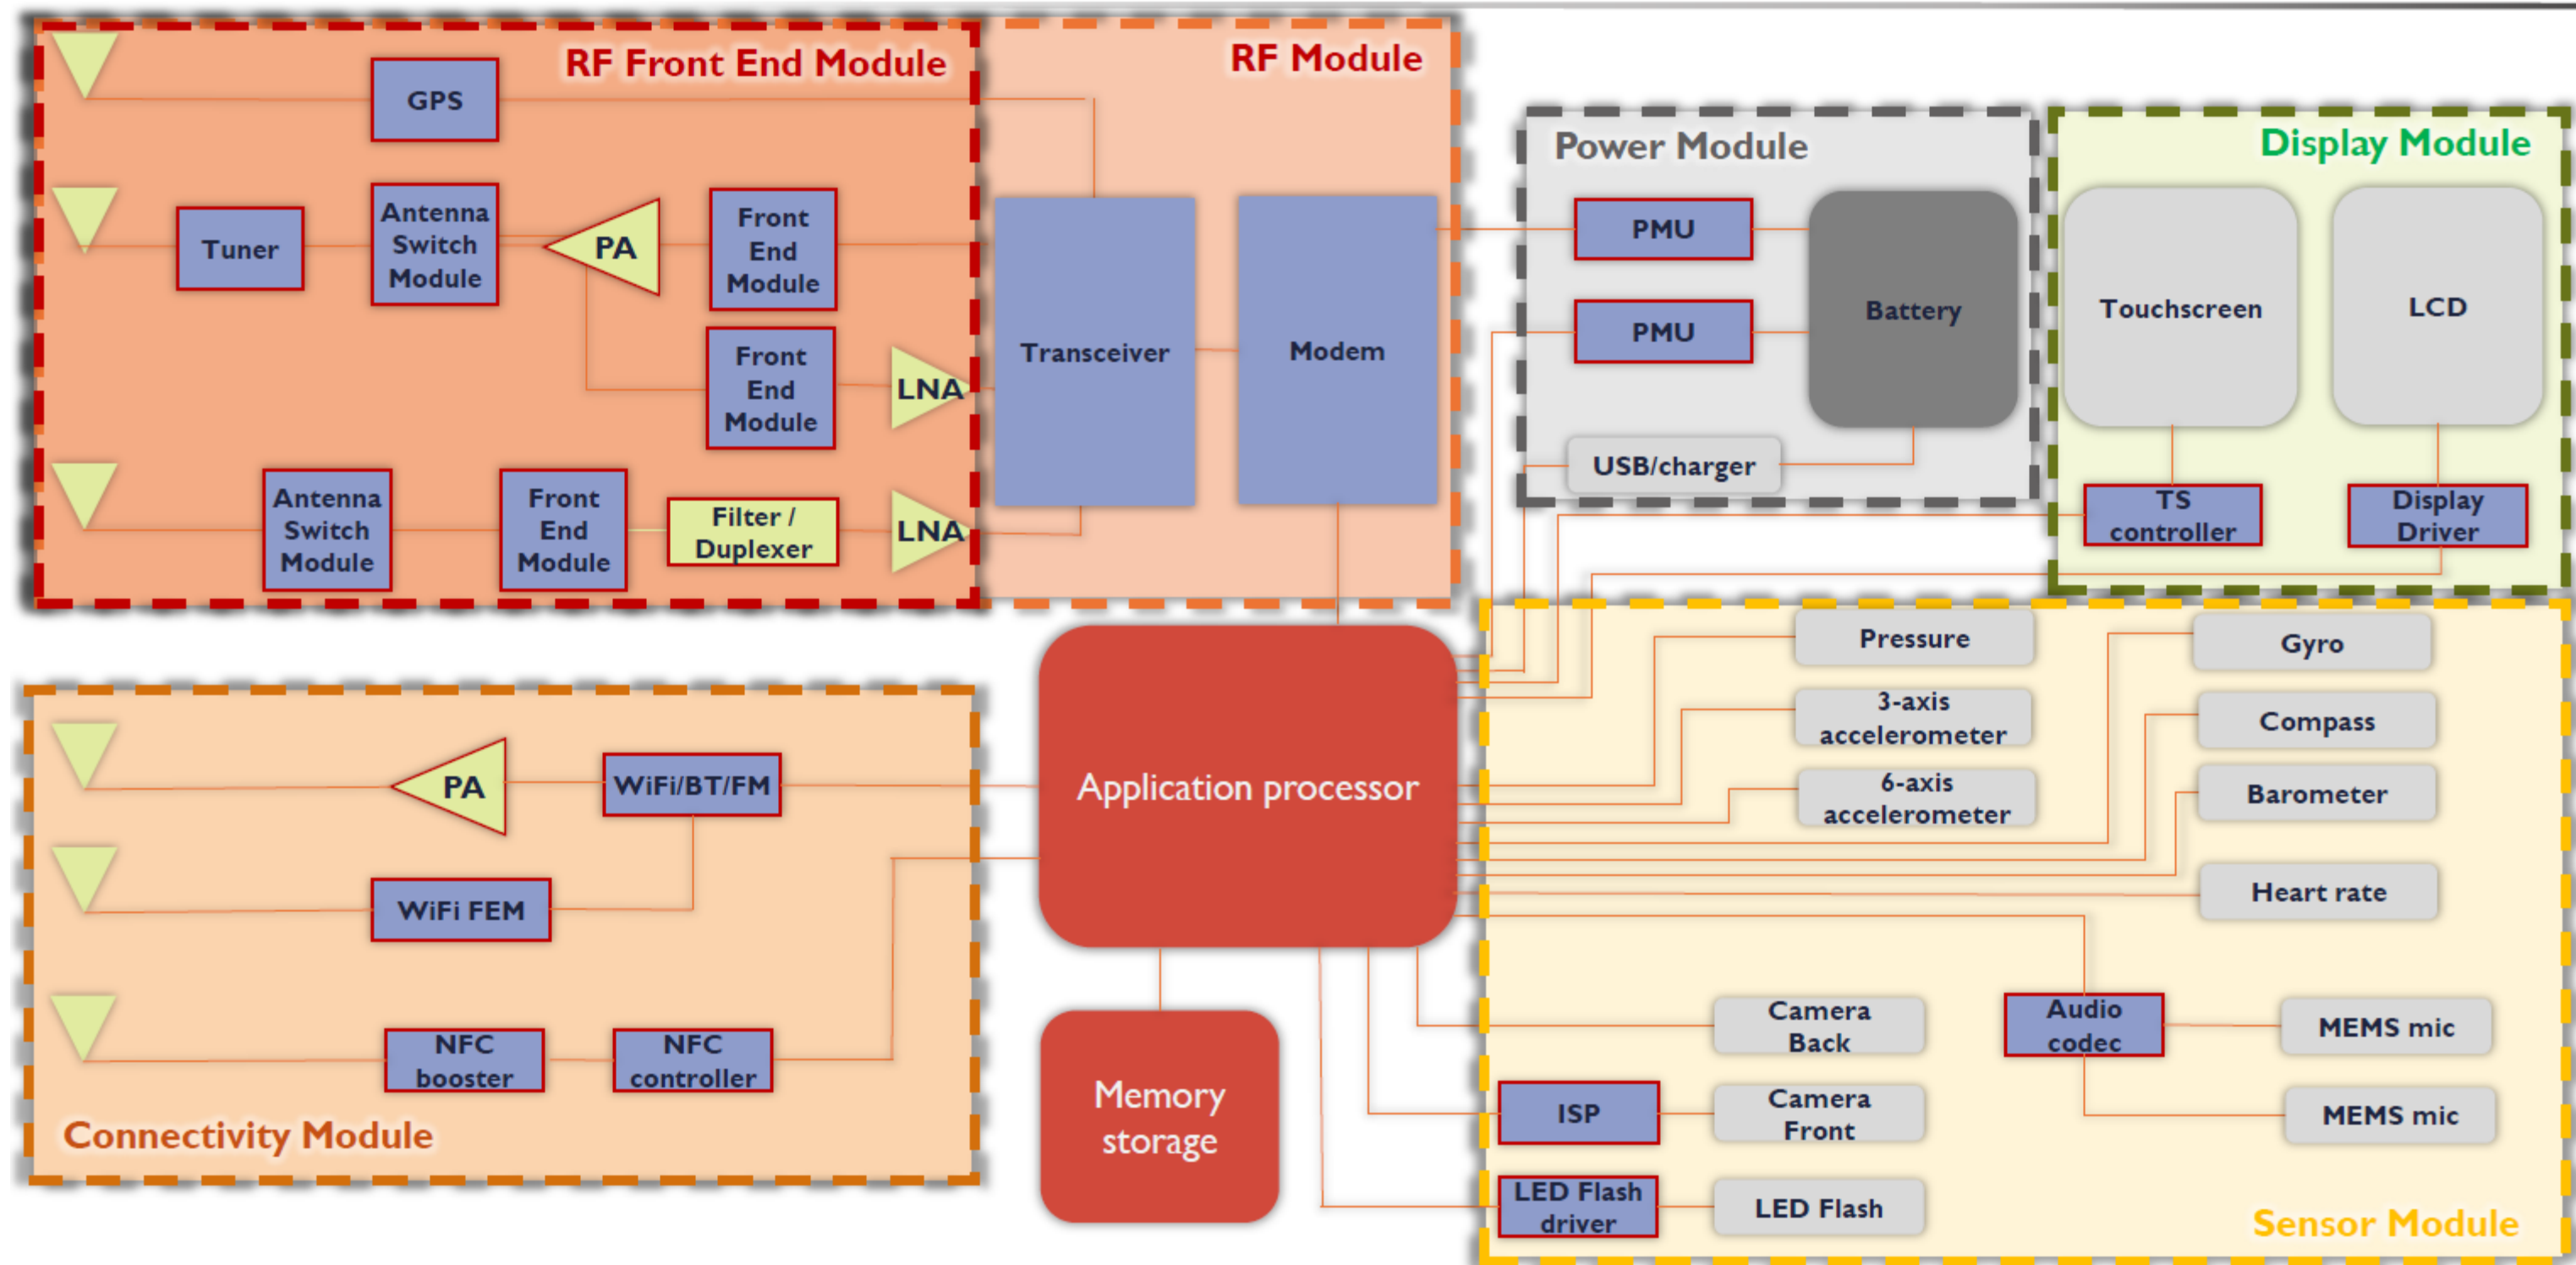 RF Front End Module
RF Module
GPS
Power Module
Display Module
Tuner
Antenna
Switch
Module
PA
Front
End
Module
PMU
PMU
Battery
Touchscreen
LCD
Front
End
Module
LNA
Transceiver
Modem
USB/charger
Antenna
Switch
Module
Front
End
Module
Filter /
Duplexer
LNA
TS
controller
Display
Driver
Application processor
Pressure
Gyro
3-axis
accelerometer
Compass
6-axis
accelerometer
Barometer
Heart rate
PA
WiFi/BT/FM
WiFi FEM
NFC
booster
NFC
controller
Connectivity Module
Memory
storage
Camera
Back
Audio
codec
MEMS mic
ISP
Camera
Front
MEMS mic
LED Flash
driver
LED Flash
Sensor Module